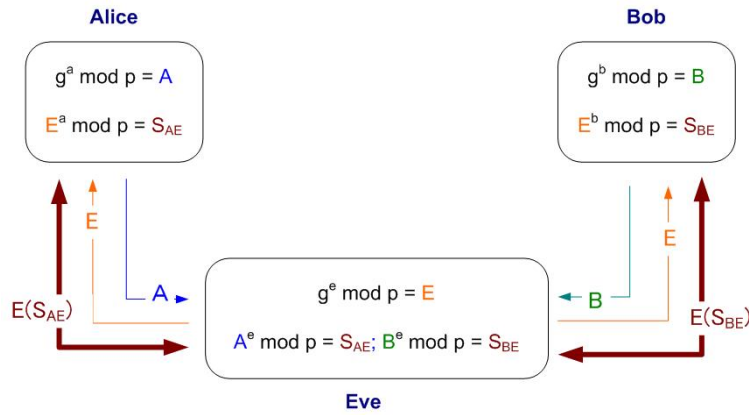 Alice
Bob
g^a mod p = A
E^a mod p = S_AE
g^b mod p = B
E^b mod p = S_BE
E
A
E(S_AE)
g^e mod p = E
A^e mod p = S_AE; B^e mod p = S_BE
B
E
E(S_BE)
Eve